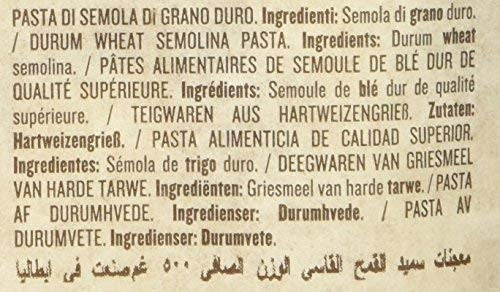 PASTA DI SEMOLA DI GRANO DURO. Ingredienti: Semola di grano duro.
/ DURUM WHEAT SEMOLINA PASTA. Ingredients: Durum wheat
semolina. / PÂTES ALIMENTAIRES DE SEMOULE DE BLÉ DUR DE
QUALITÉ SUPÉRIEURE. Ingrédients: Semoule de blé dur de qualité
supérieure. / TEIGWAREN AUS HARTWEIZENGRIEß. Zutaten:
Hartweizengrieß. / PASTA ALIMENTICIA DE CALIDAD SUPERIOR.
Ingredientes: Sémola de trigo duro. / DEEGWAREN VAN GRIESMEEL
VAN HARDE TARWE. Ingrediënten: Griesmeel van harde tarwe. / PASTA
AF DURUMHVEDE. Ingredienser: Durumhvede. / PASTA AV
DURUMVETE. Ingredienser: Durumvete.
معجنات سميد القمح القاسي الوزن الصافي ٥٠٠ غم صنعت في ايطاليا